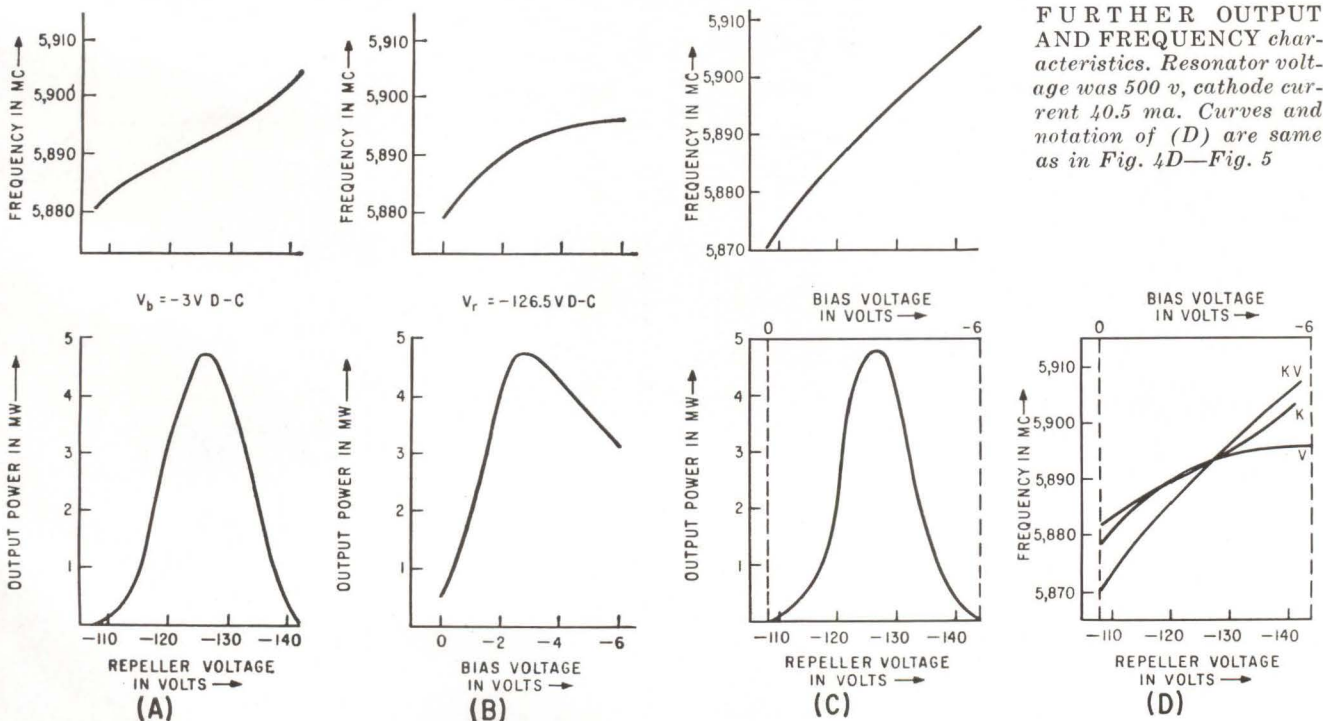 FURTHER OUTPUT
AND FREQUENCY char-
acteristics. Resonator volt-
age was 500 v, cathode cur-
rent 40.5 ma. Curves and
notation of (D) are same
as in Fig. 4D—Fig. 5
FREQUENCY IN MC →
5,910
5,900
5,890
5,880
FREQUENCY IN MC →
5,910
5,900
5,890
5,880
FREQUENCY IN MC →
5,910
5,900
5,890
5,880
5,870
V_b = -3V D-C
V_r = -126.5V D-C
OUTPUT POWER IN MW →
5
4
3
2
1
-110 -120 -130 -140
REPELLER VOLTAGE
IN VOLTS →
(A)
OUTPUT POWER IN MW →
5
4
3
2
1
0 -2 -4 -6
BIAS VOLTAGE
IN VOLTS →
(B)
BIAS VOLTAGE
IN VOLTS →
0 -6
OUTPUT POWER IN MW →
5
4
3
2
1
-110 -120 -130 -140
REPELLER VOLTAGE
IN VOLTS →
(C)
BIAS VOLTAGE
IN VOLTS →
0 -6
FREQUENCY IN MC →
5,910
5,900
5,890
5,880
5,870
KV
K
V
-110 -120 -130 -140
REPELLER VOLTAGE
IN VOLTS →
(D)